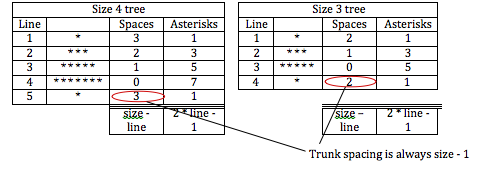 Size 4 tree
Line Spaces Asterisks
1 * 3 1
2 *** 2 3
3 ***** 1 5
4 ******* 0 7
5 * 3 1
size - 2 * line -
line 1
Size 3 tree
Line Spaces Asterisks
1 * 2 1
2 *** 1 3
3 ***** 0 5
4 * 2 1
size – 2 * line -
line 1
Trunk spacing is always size - 1